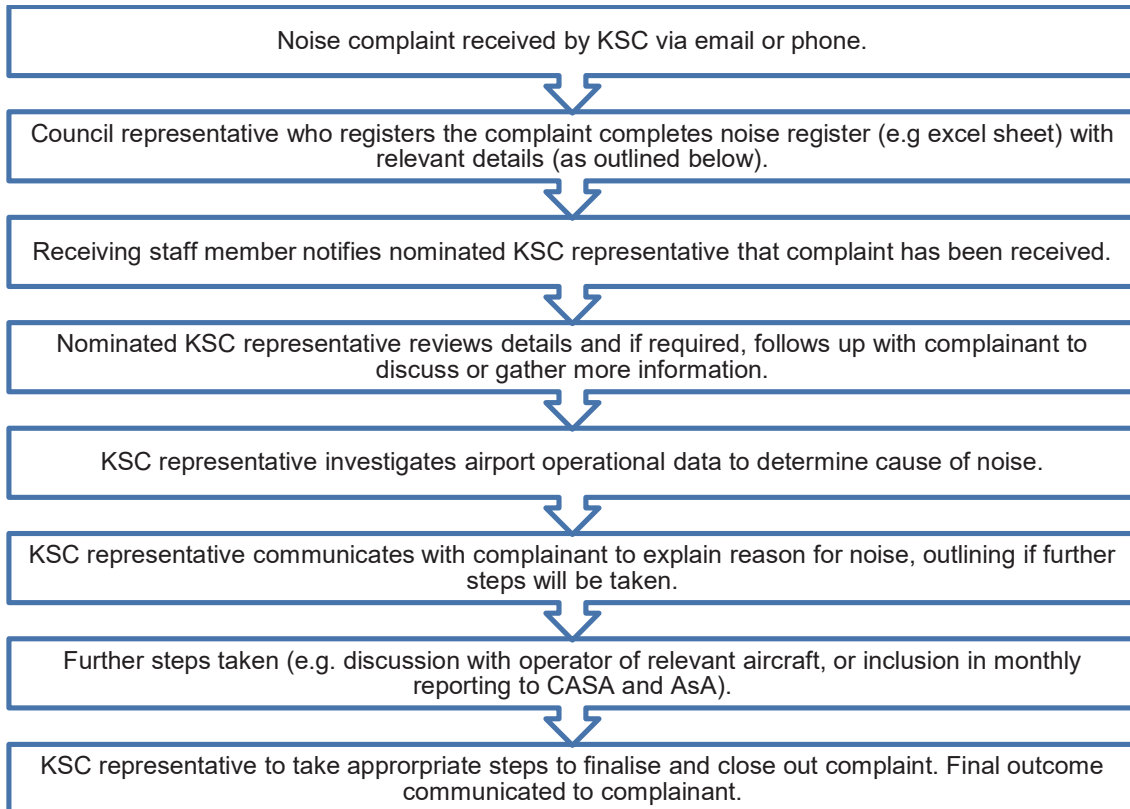 Noise complaint received by KSC via email or phone.
Council representative who registers the complaint completes noise register (e.g excel sheet) with
relevant details (as outlined below).
Receiving staff member notifies nominated KSC representative that complaint has been received.
Nominated KSC representative reviews details and if required, follows up with complainant to
discuss or gather more information.
KSC representative investigates airport operational data to determine cause of noise.
KSC representative communicates with complainant to explain reason for noise, outlining if further
steps will be taken.
Further steps taken (e.g. discussion with operator of relevant aircraft, or inclusion in monthly
reporting to CASA and AsA).
KSC representative to take approrpriate steps to finalise and close out complaint. Final outcome
communicated to complainant.